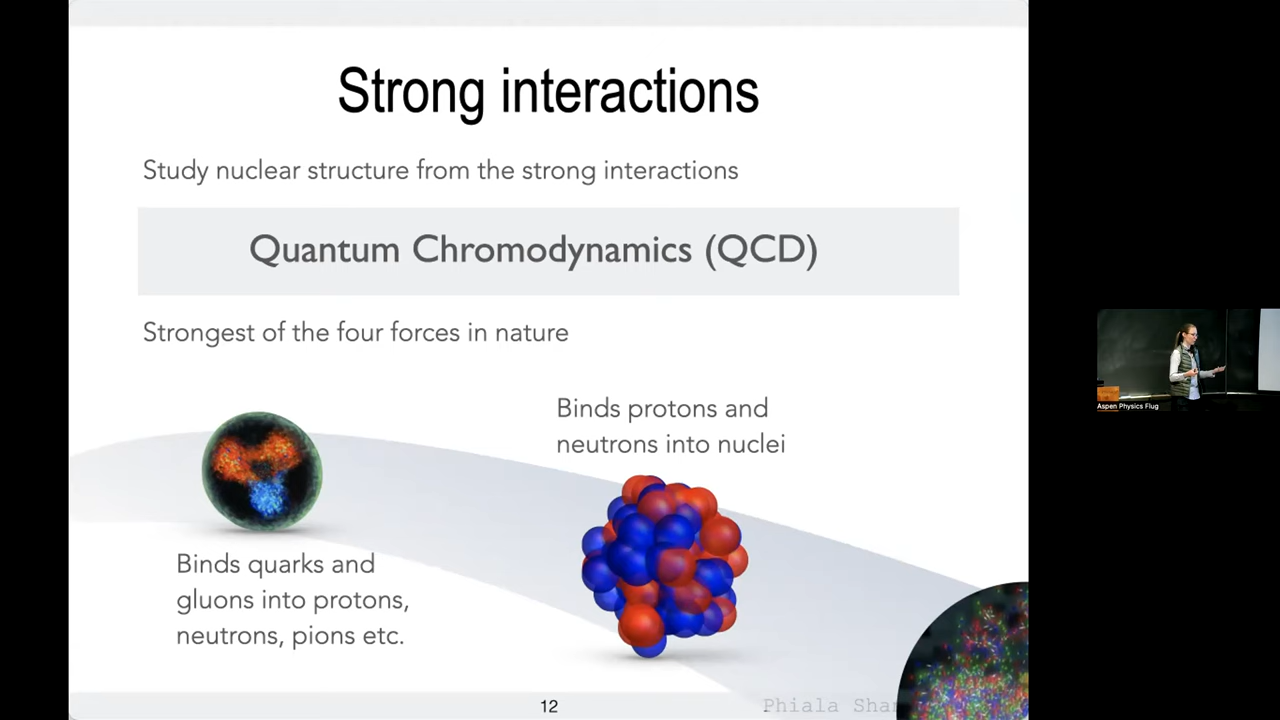 Strong interactions
Study nuclear structure from the strong interactions
Quantum Chromodynamics (QCD)
Strongest of the four forces in nature
Binds protons and
neutrons into nuclei
Binds quarks and
gluons into protons,
neutrons, pions etc.
12
Phiala Shan
Aspen Physics Flug